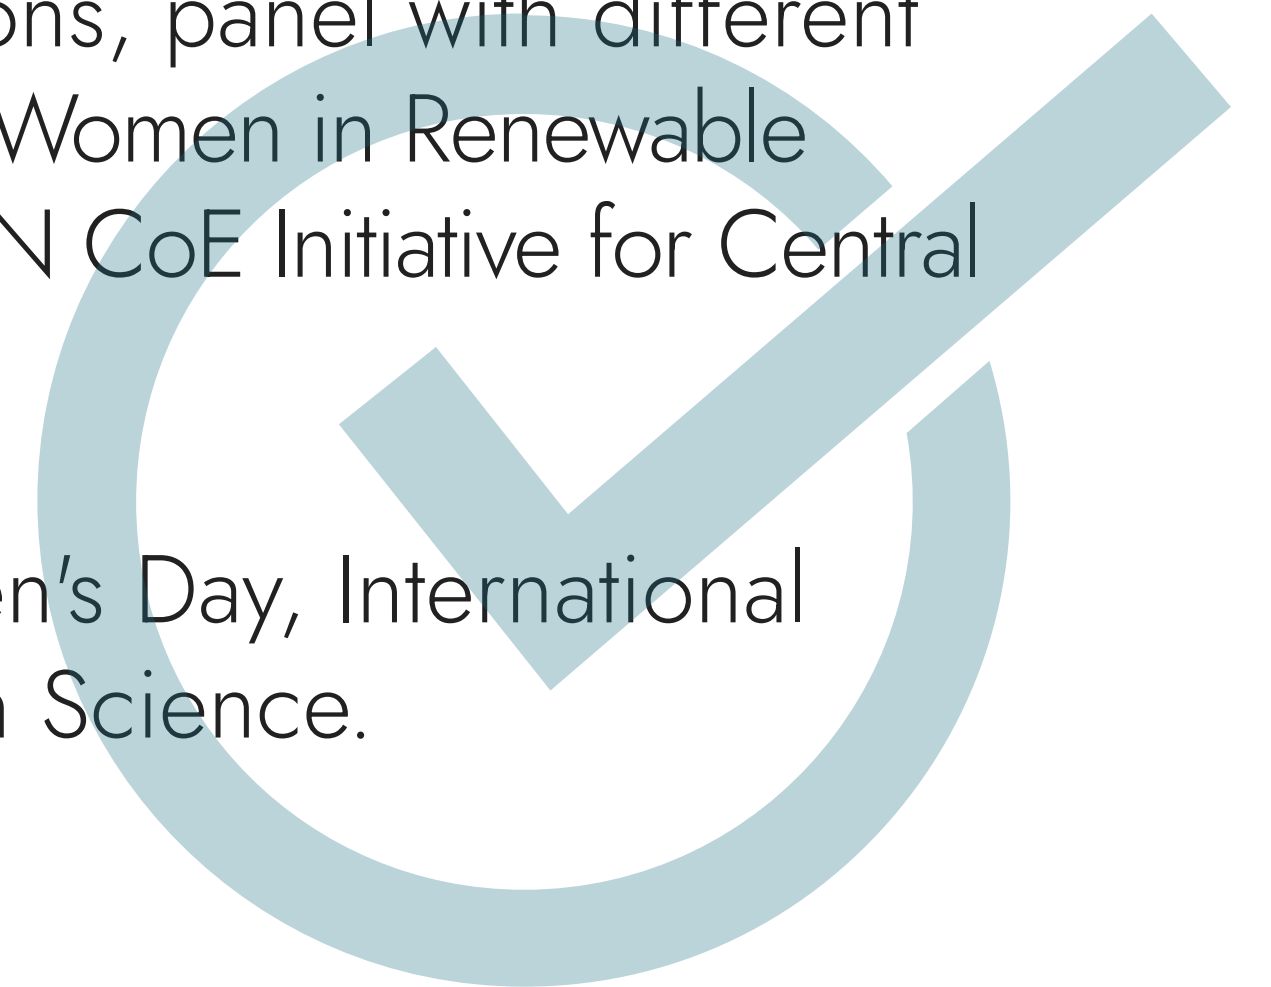 ons, panel with different
Women in Renewable
N CoE Initiative for Central
en's Day, International
Science.